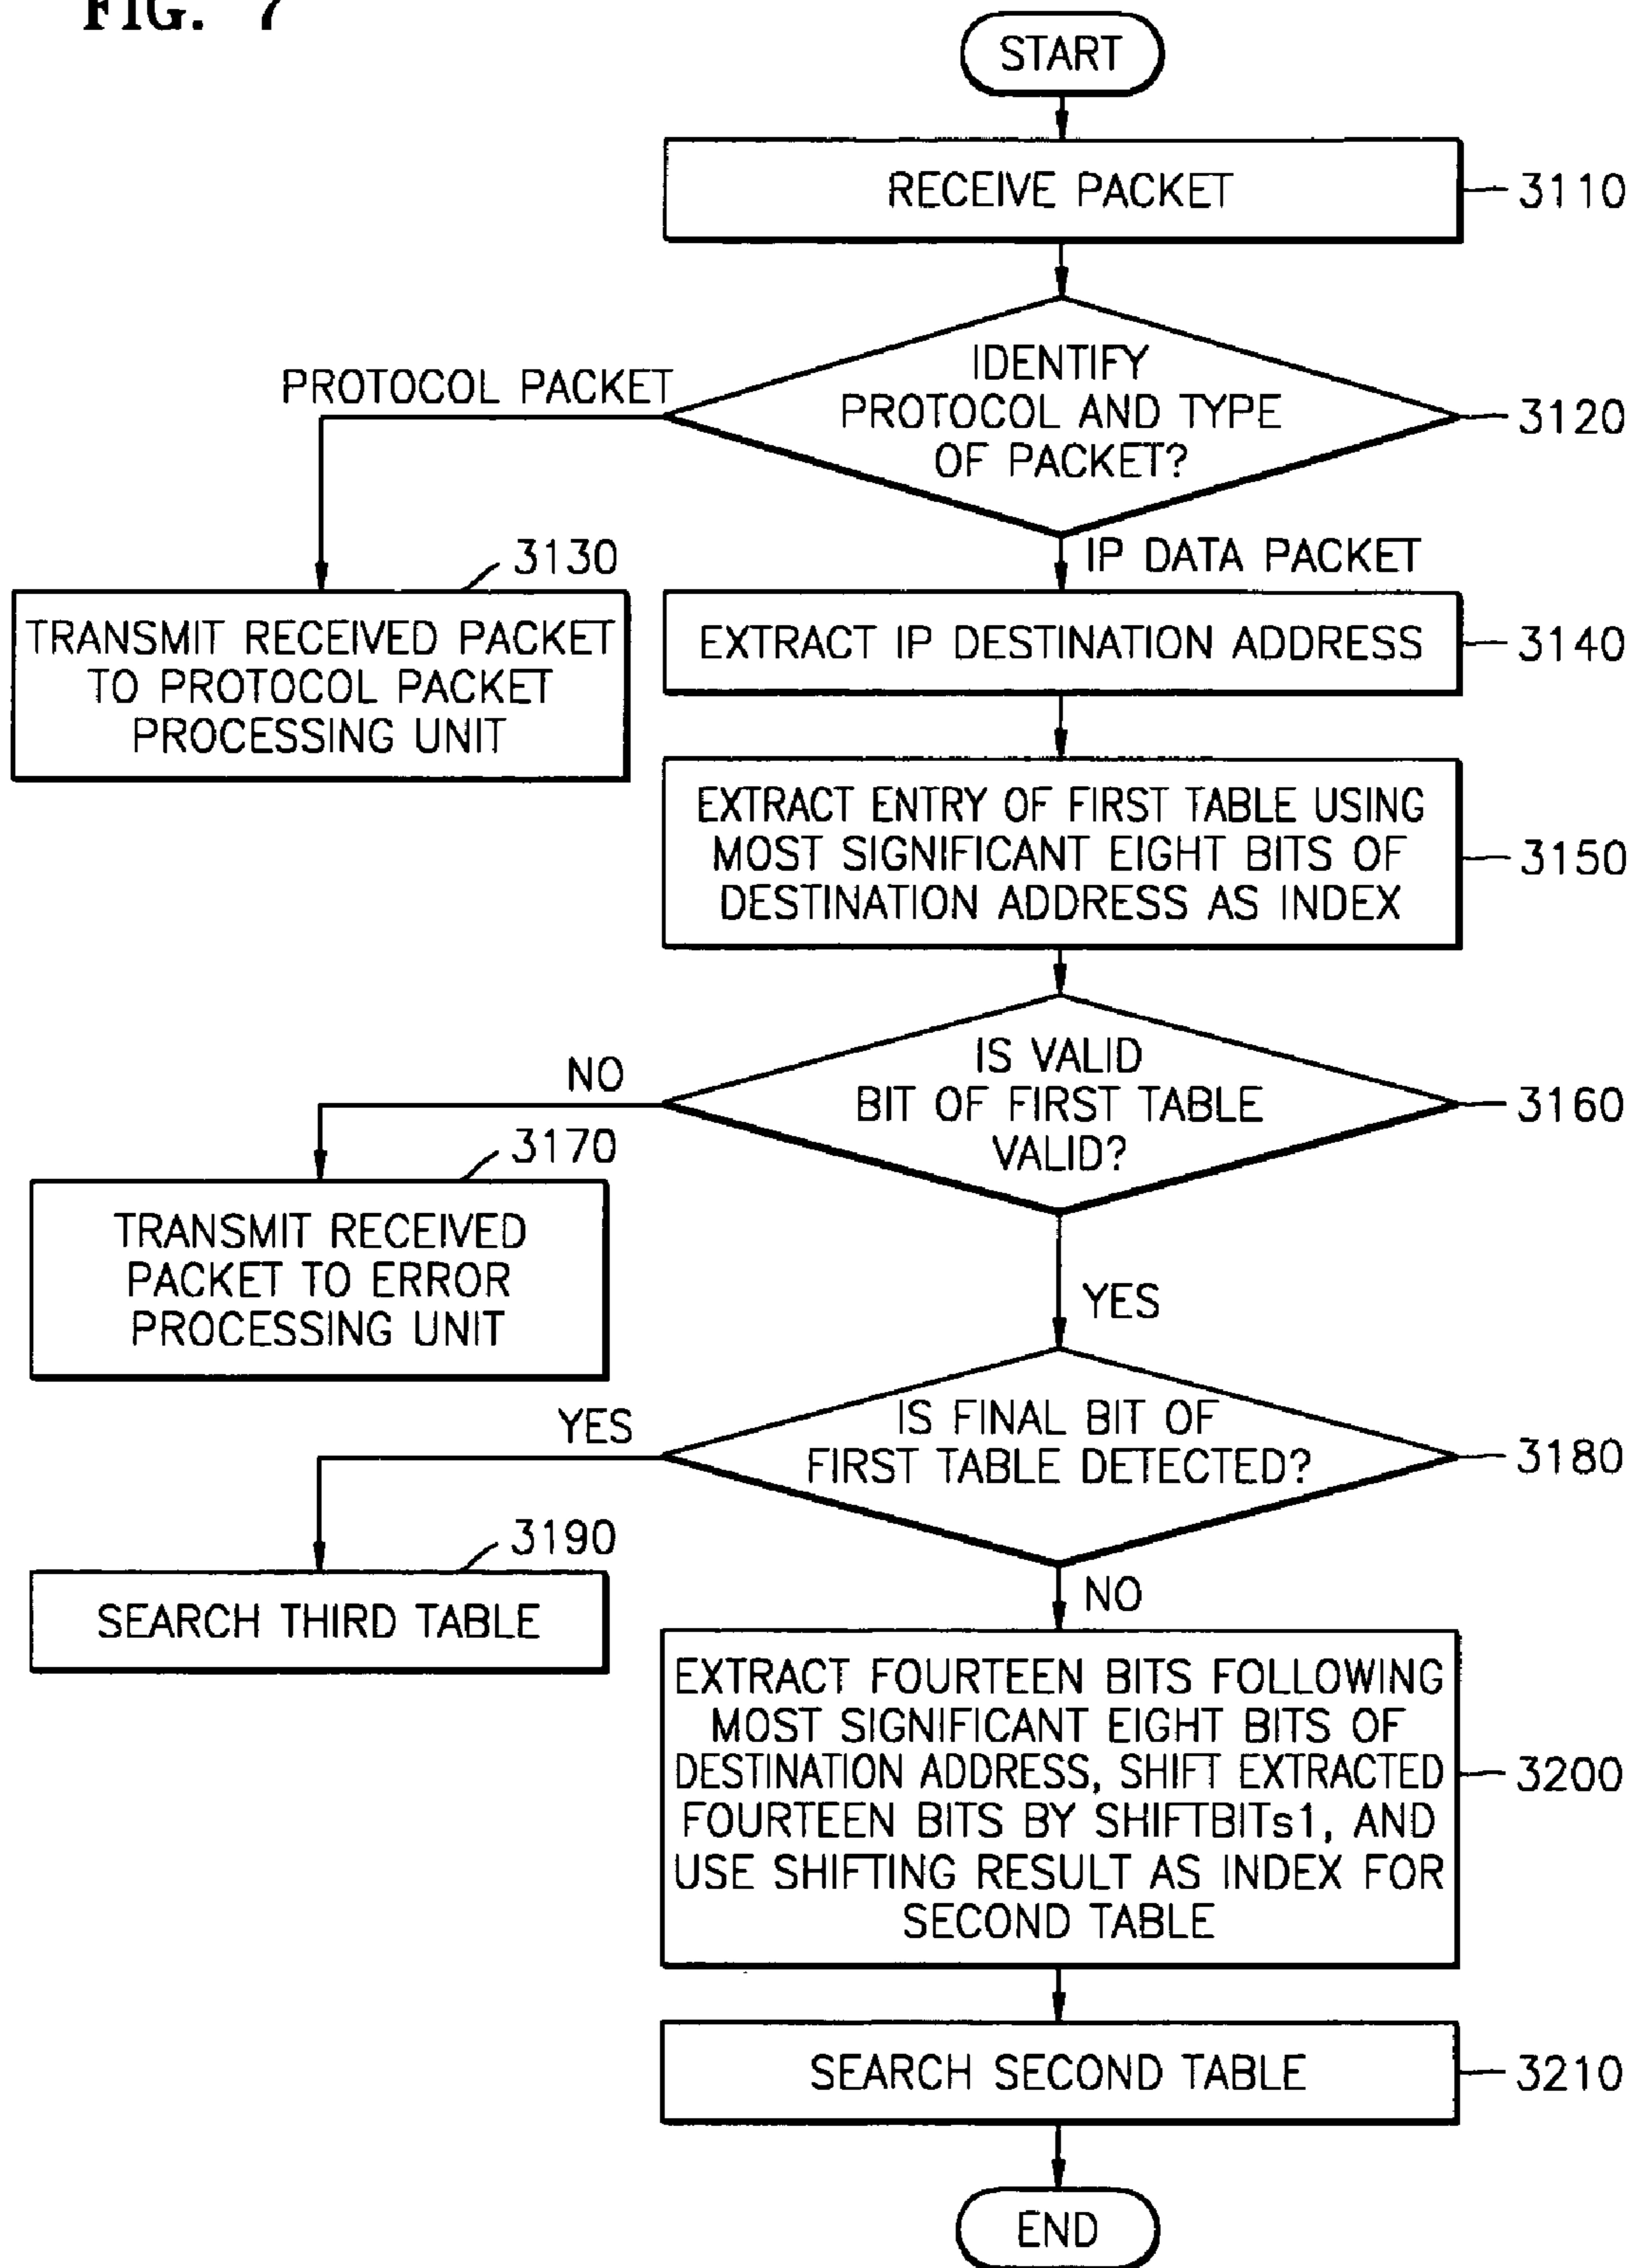 FIG. 7
START
RECEIVE PACKET
3110
IDENTIFY
PROTOCOL AND TYPE
OF PACKET?
3120
PROTOCOL PACKET
IP DATA PACKET
3130
TRANSMIT RECEIVED PACKET
TO PROTOCOL PACKET
PROCESSING UNIT
EXTRACT IP DESTINATION ADDRESS
3140
EXTRACT ENTRY OF FIRST TABLE USING
MOST SIGNIFICANT EIGHT BITS OF
DESTINATION ADDRESS AS INDEX
3150
IS VALID
BIT OF FIRST TABLE
VALID?
3160
NO
3170
TRANSMIT RECEIVED
PACKET TO ERROR
PROCESSING UNIT
YES
IS FINAL BIT OF
FIRST TABLE DETECTED?
3180
YES
3190
SEARCH THIRD TABLE
NO
EXTRACT FOURTEEN BITS FOLLOWING
MOST SIGNIFICANT EIGHT BITS OF
DESTINATION ADDRESS, SHIFT EXTRACTED
FOURTEEN BITS BY SHIFTBITs1, AND
USE SHIFTING RESULT AS INDEX FOR
SECOND TABLE
3200
SEARCH SECOND TABLE
3210
END